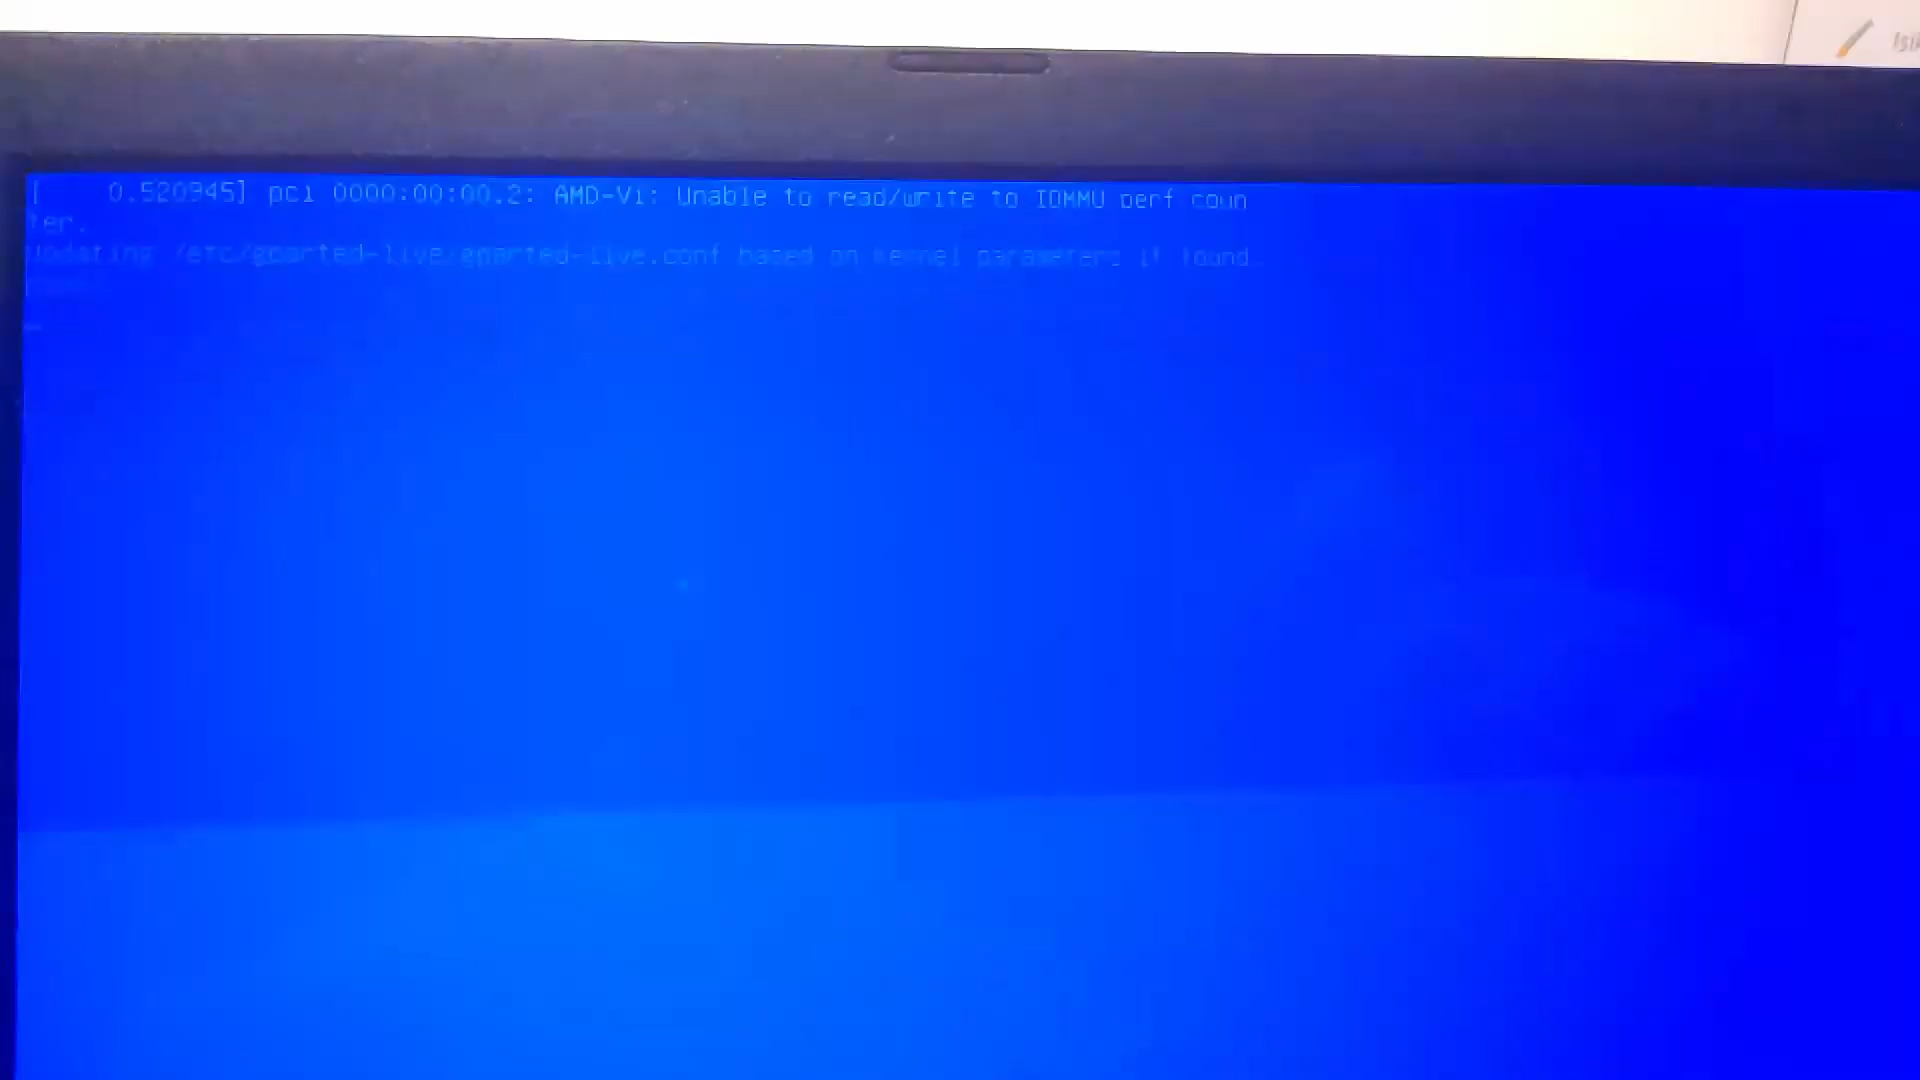 [    0.520945] pci 0000:00:00.2: AMD-Vi: Unable to read/write to IOMMU perf coun
ter.
Updating /etc/gparted-live/gparted-live.conf based on kernel parameters if found.